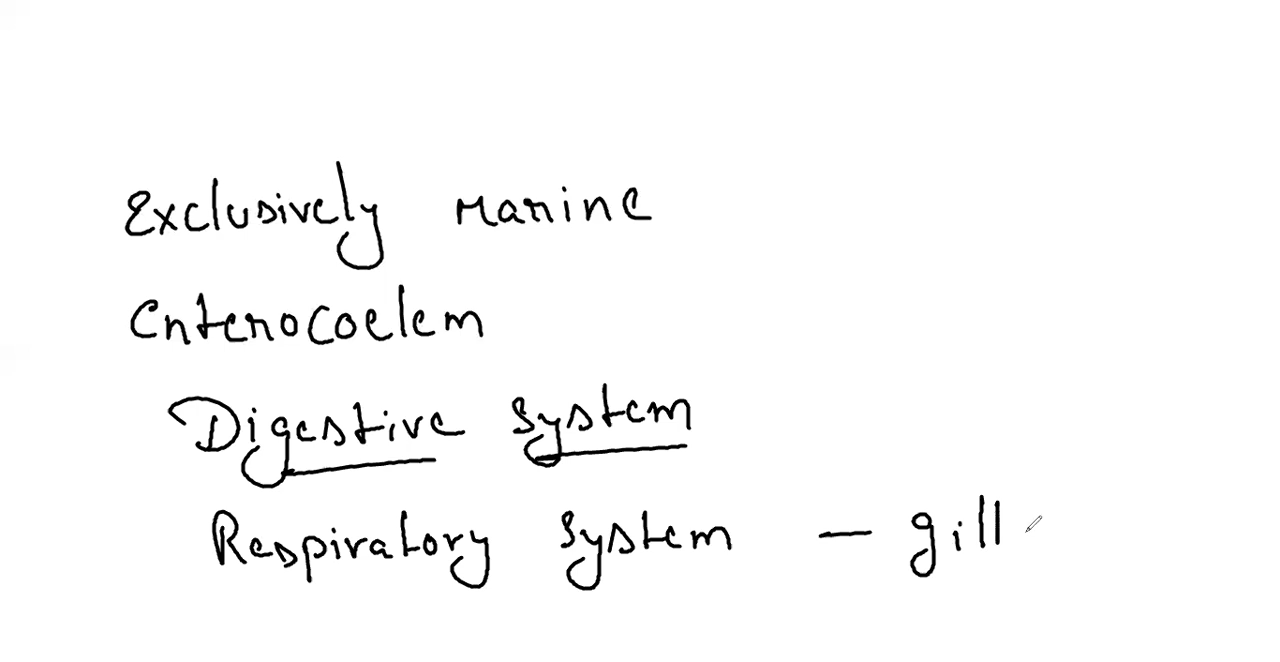 Exclusively marine
Enterocoelem
Digestive system
Respiratory system - gill